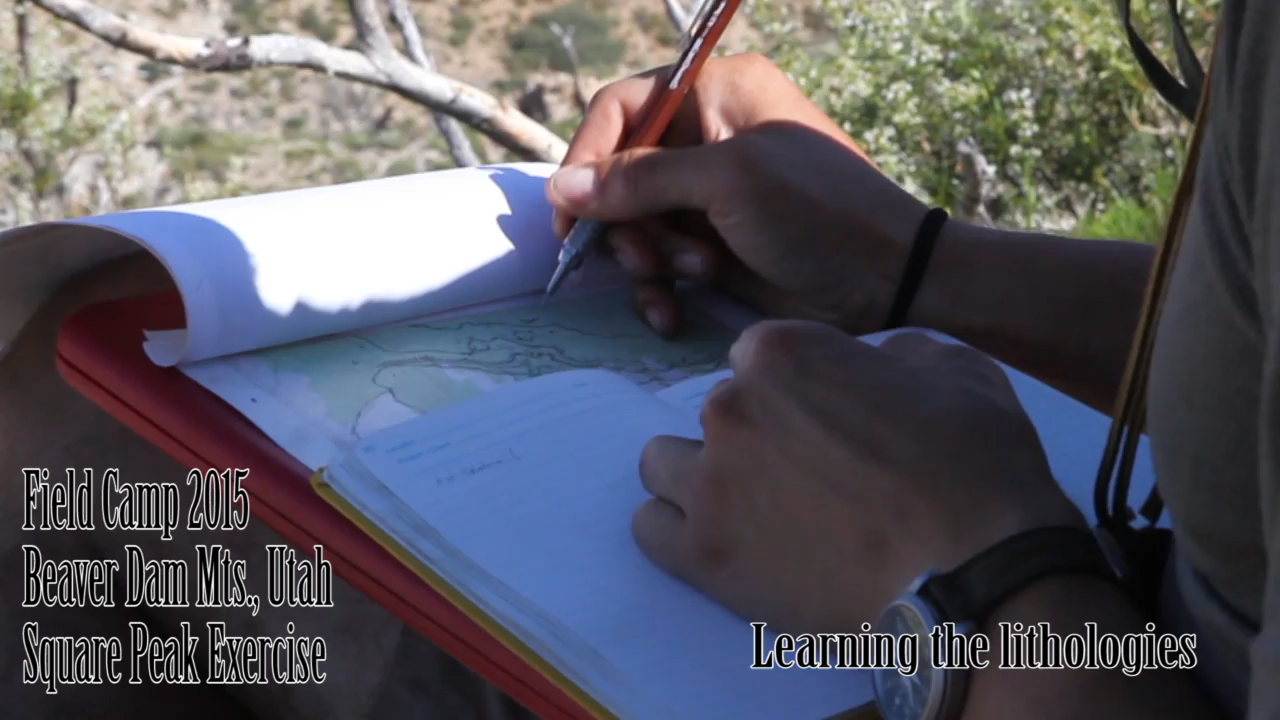 Field Camp 2015
Beaver Dam Mts., Utah
Square Peak Exercise
Learning the lithologies